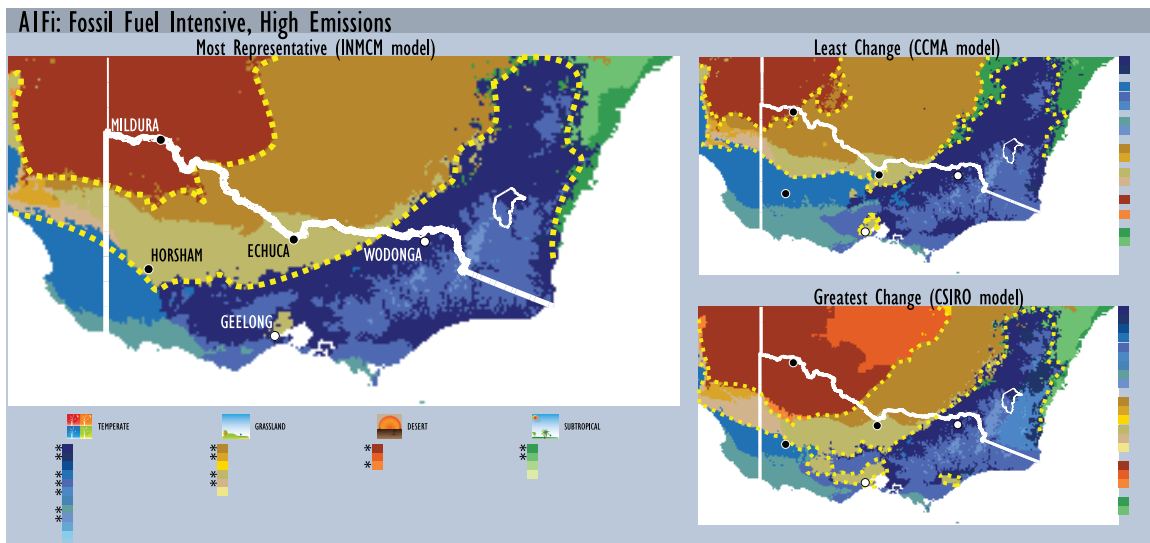 A1Fi: Fossil Fuel Intensive, High Emissions
Most Representative (INMCM model)
Least Change (CCMA model)
MILDURA
HORSHAM
ECHUCA
WODONGA
GEELONG
Greatest Change (CSIRO model)
TEMPERATE
GRASSLAND
DESERT
SUBTROPICAL